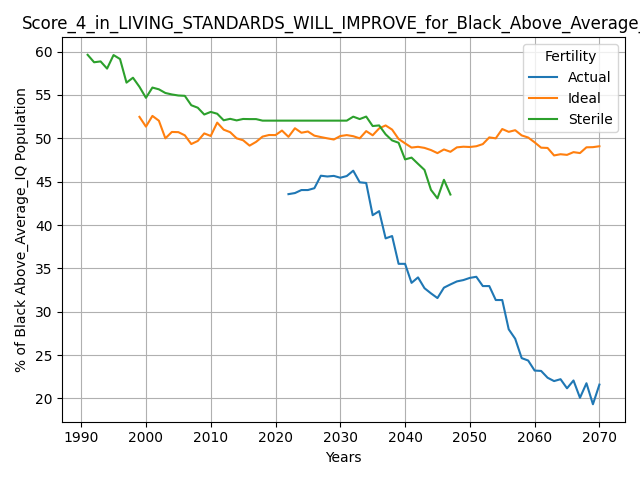 Score_4_in_LIVING_STANDARDS_WILL_IMPROVE_for_Black_Above_Average_
Fertility
Actual
Ideal
Sterile
% of Black Above_Average_IQ Population
60
55
50
45
40
35
30
25
20
1990 2000 2010 2020 2030 2040 2050 2060 2070
Years